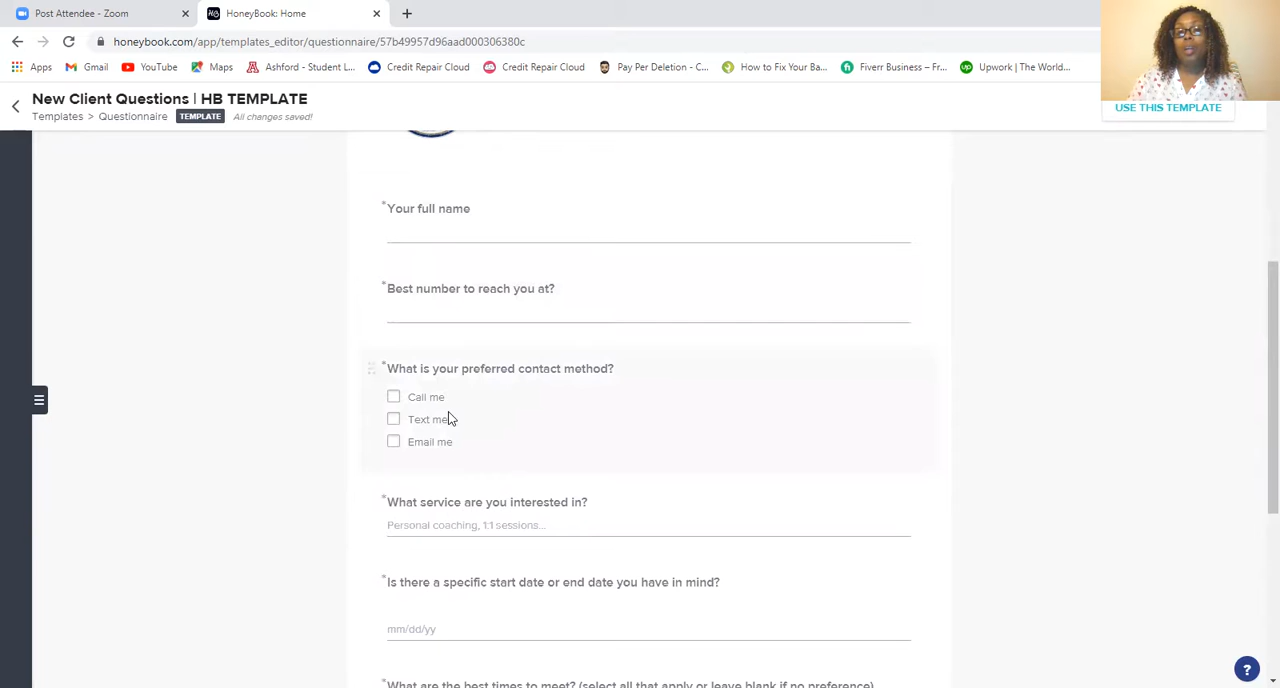 Post Attendee - Zoom
HoneyBook: Home
honeybook.com/app/templates_editor/questionnaire/57b49957d96aad000306380c
Apps
Gmail
YouTube
Maps
Ashford - Student L...
Credit Repair Cloud
Credit Repair Cloud
Pay Per Deletion - C...
How to Fix Your Ba...
Fiverr Business – Fr...
Upwork | The World...
New Client Questions | HB TEMPLATE
Templates > Questionnaire TEMPLATE All changes saved!
USE THIS TEMPLATE
*Your full name
*Best number to reach you at?
*What is your preferred contact method?
Call me
Text me
Email me
*What service are you interested in?
Personal coaching, 1:1 sessions...
*Is there a specific start date or end date you have in mind?
mm/dd/yy
*What are the best times to meet? (select all that apply or leave blank if no preference)
?